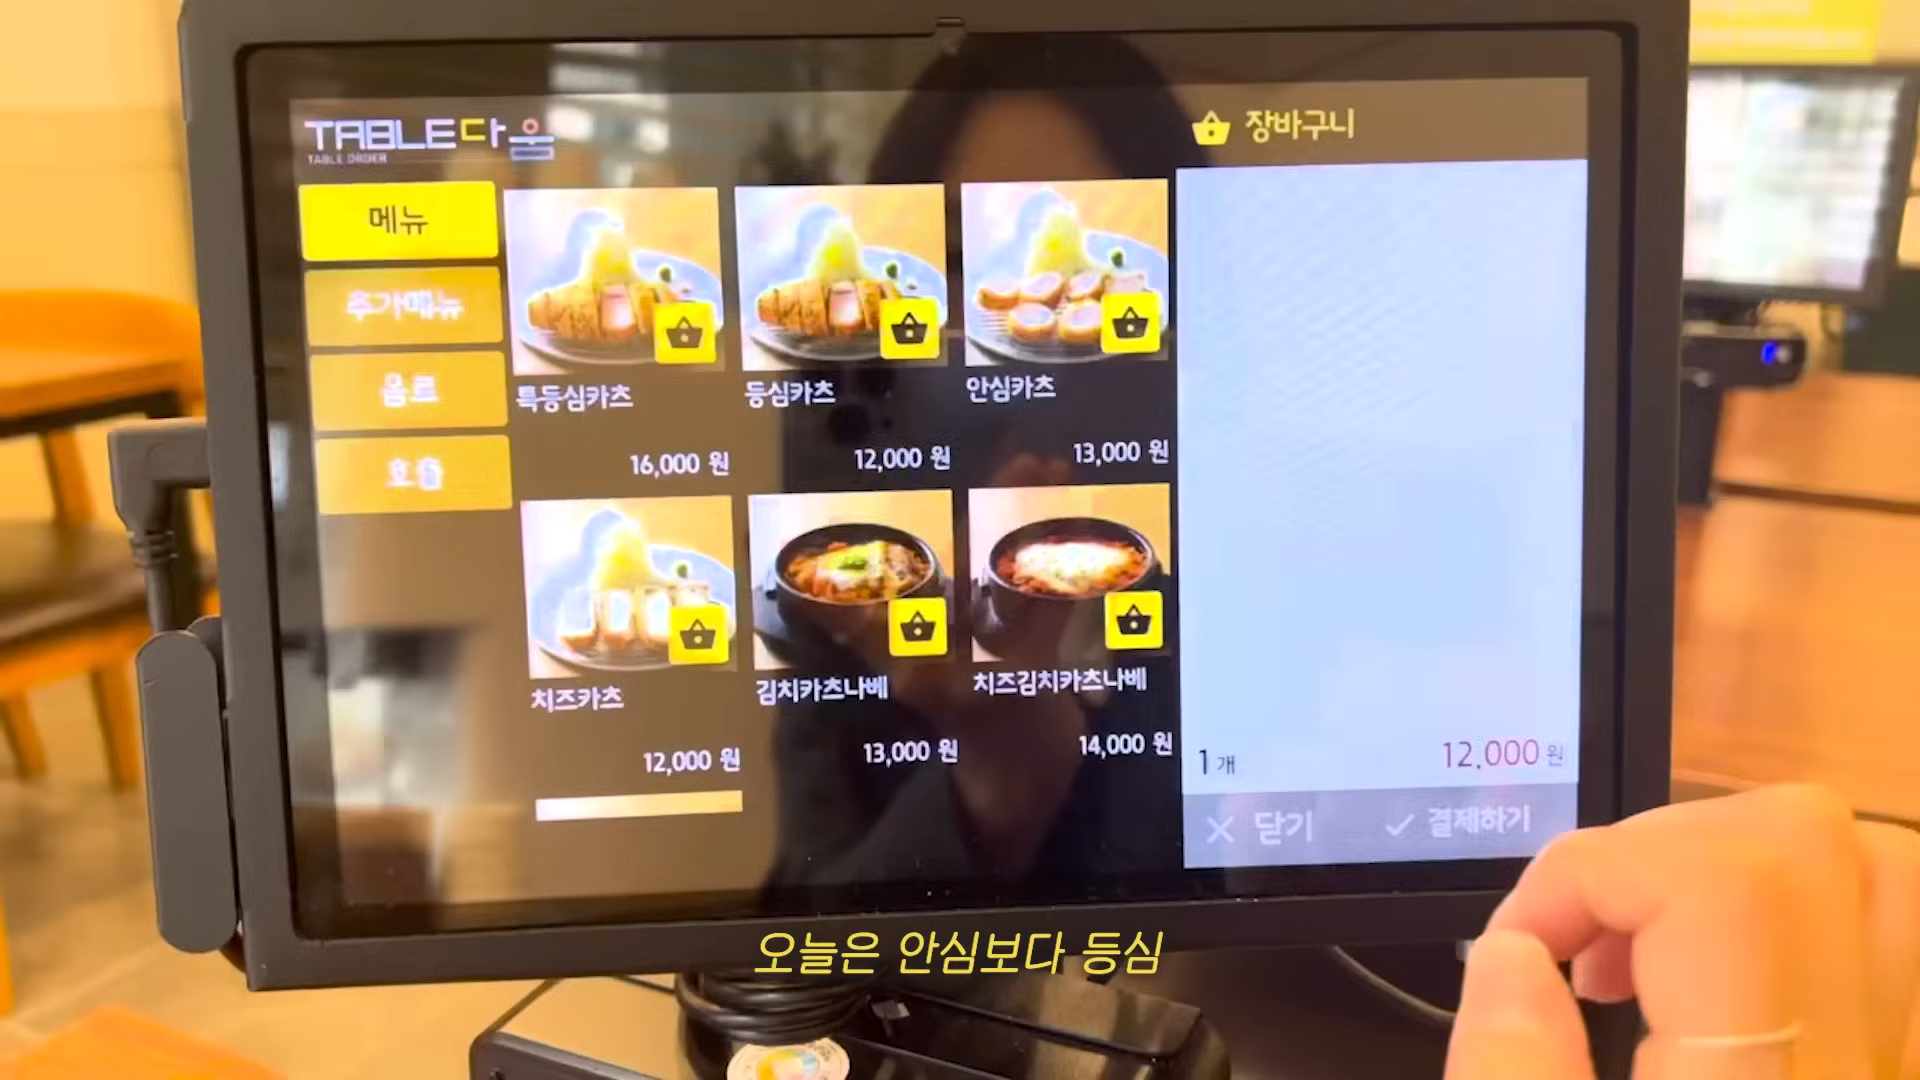 TABLE다음
TABLE ORDER
장바구니
메뉴
추가메뉴
음료
호출
특등심카츠
등심카츠
안심카츠
16,000 원
12,000 원
13,000 원
치즈카츠
김치카츠나베
치즈김치카츠나베
12,000 원
13,000 원
14,000 원
1개
12,000원
닫기
결제하기
오늘은 안심보다 등심